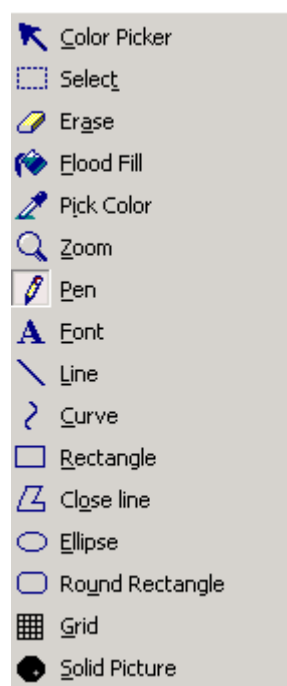 Color Picker
Select
Erase
Flood Fill
Pick Color
Zoom
Pen
Font
Line
Curve
Rectangle
Close line
Ellipse
Round Rectangle
Grid
Solid Picture